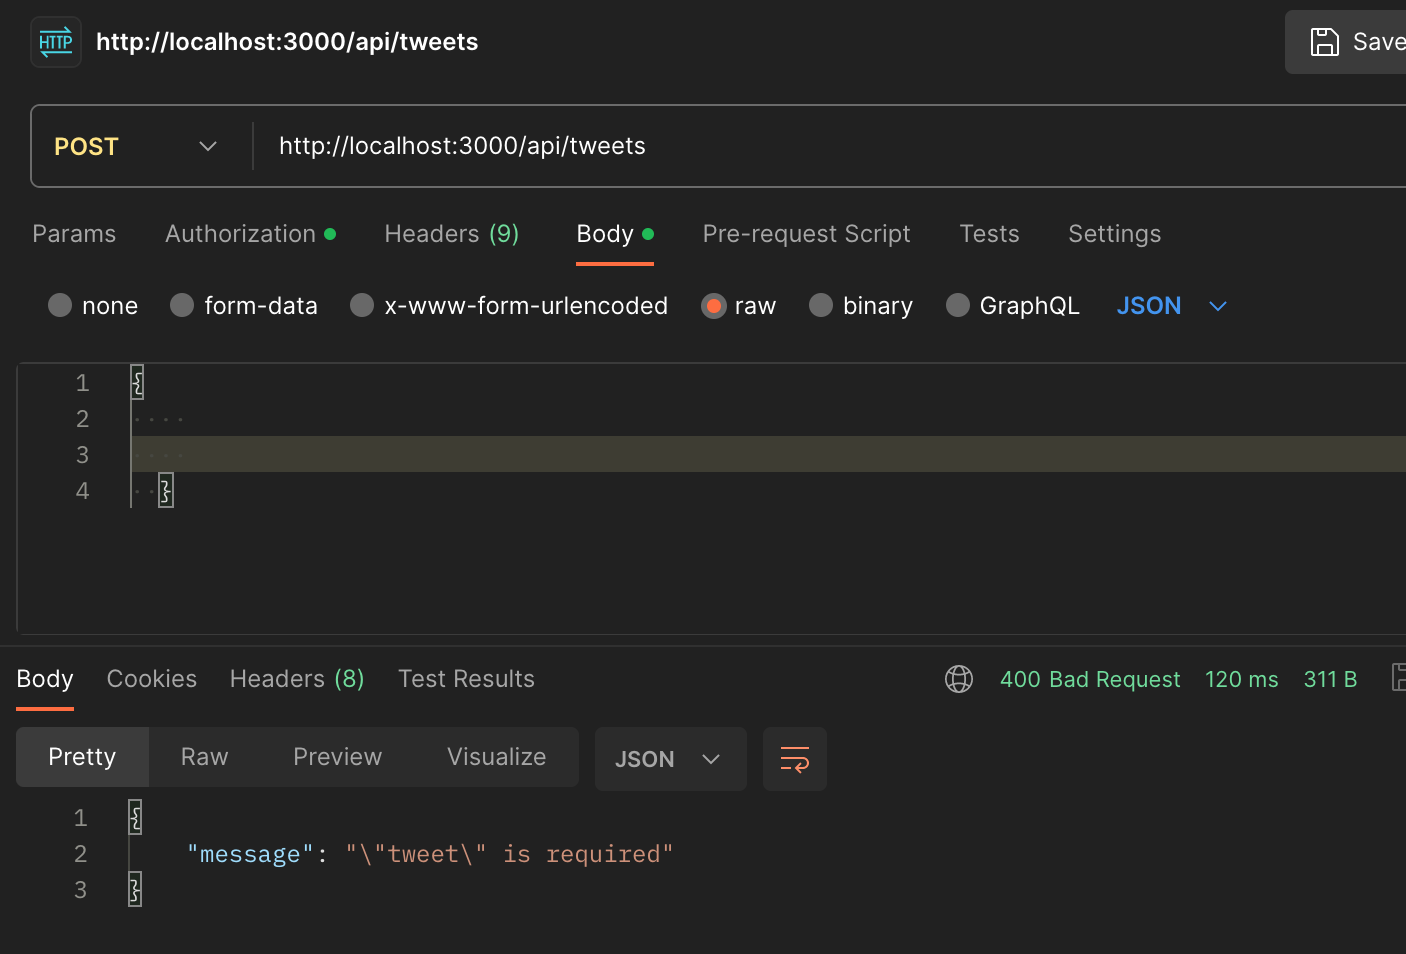 HTTP http://localhost:3000/api/tweets Save
POST http://localhost:3000/api/tweets
Params Authorization Headers (9) Body Pre-request Script Tests Settings
none form-data x-www-form-urlencoded raw binary GraphQL JSON
1 {
2
3
4 }
Body Cookies Headers (8) Test Results 400 Bad Request 120 ms 311 B
Pretty Raw Preview Visualize JSON
1 {
2 "message": "\"tweet\" is required"
3 }